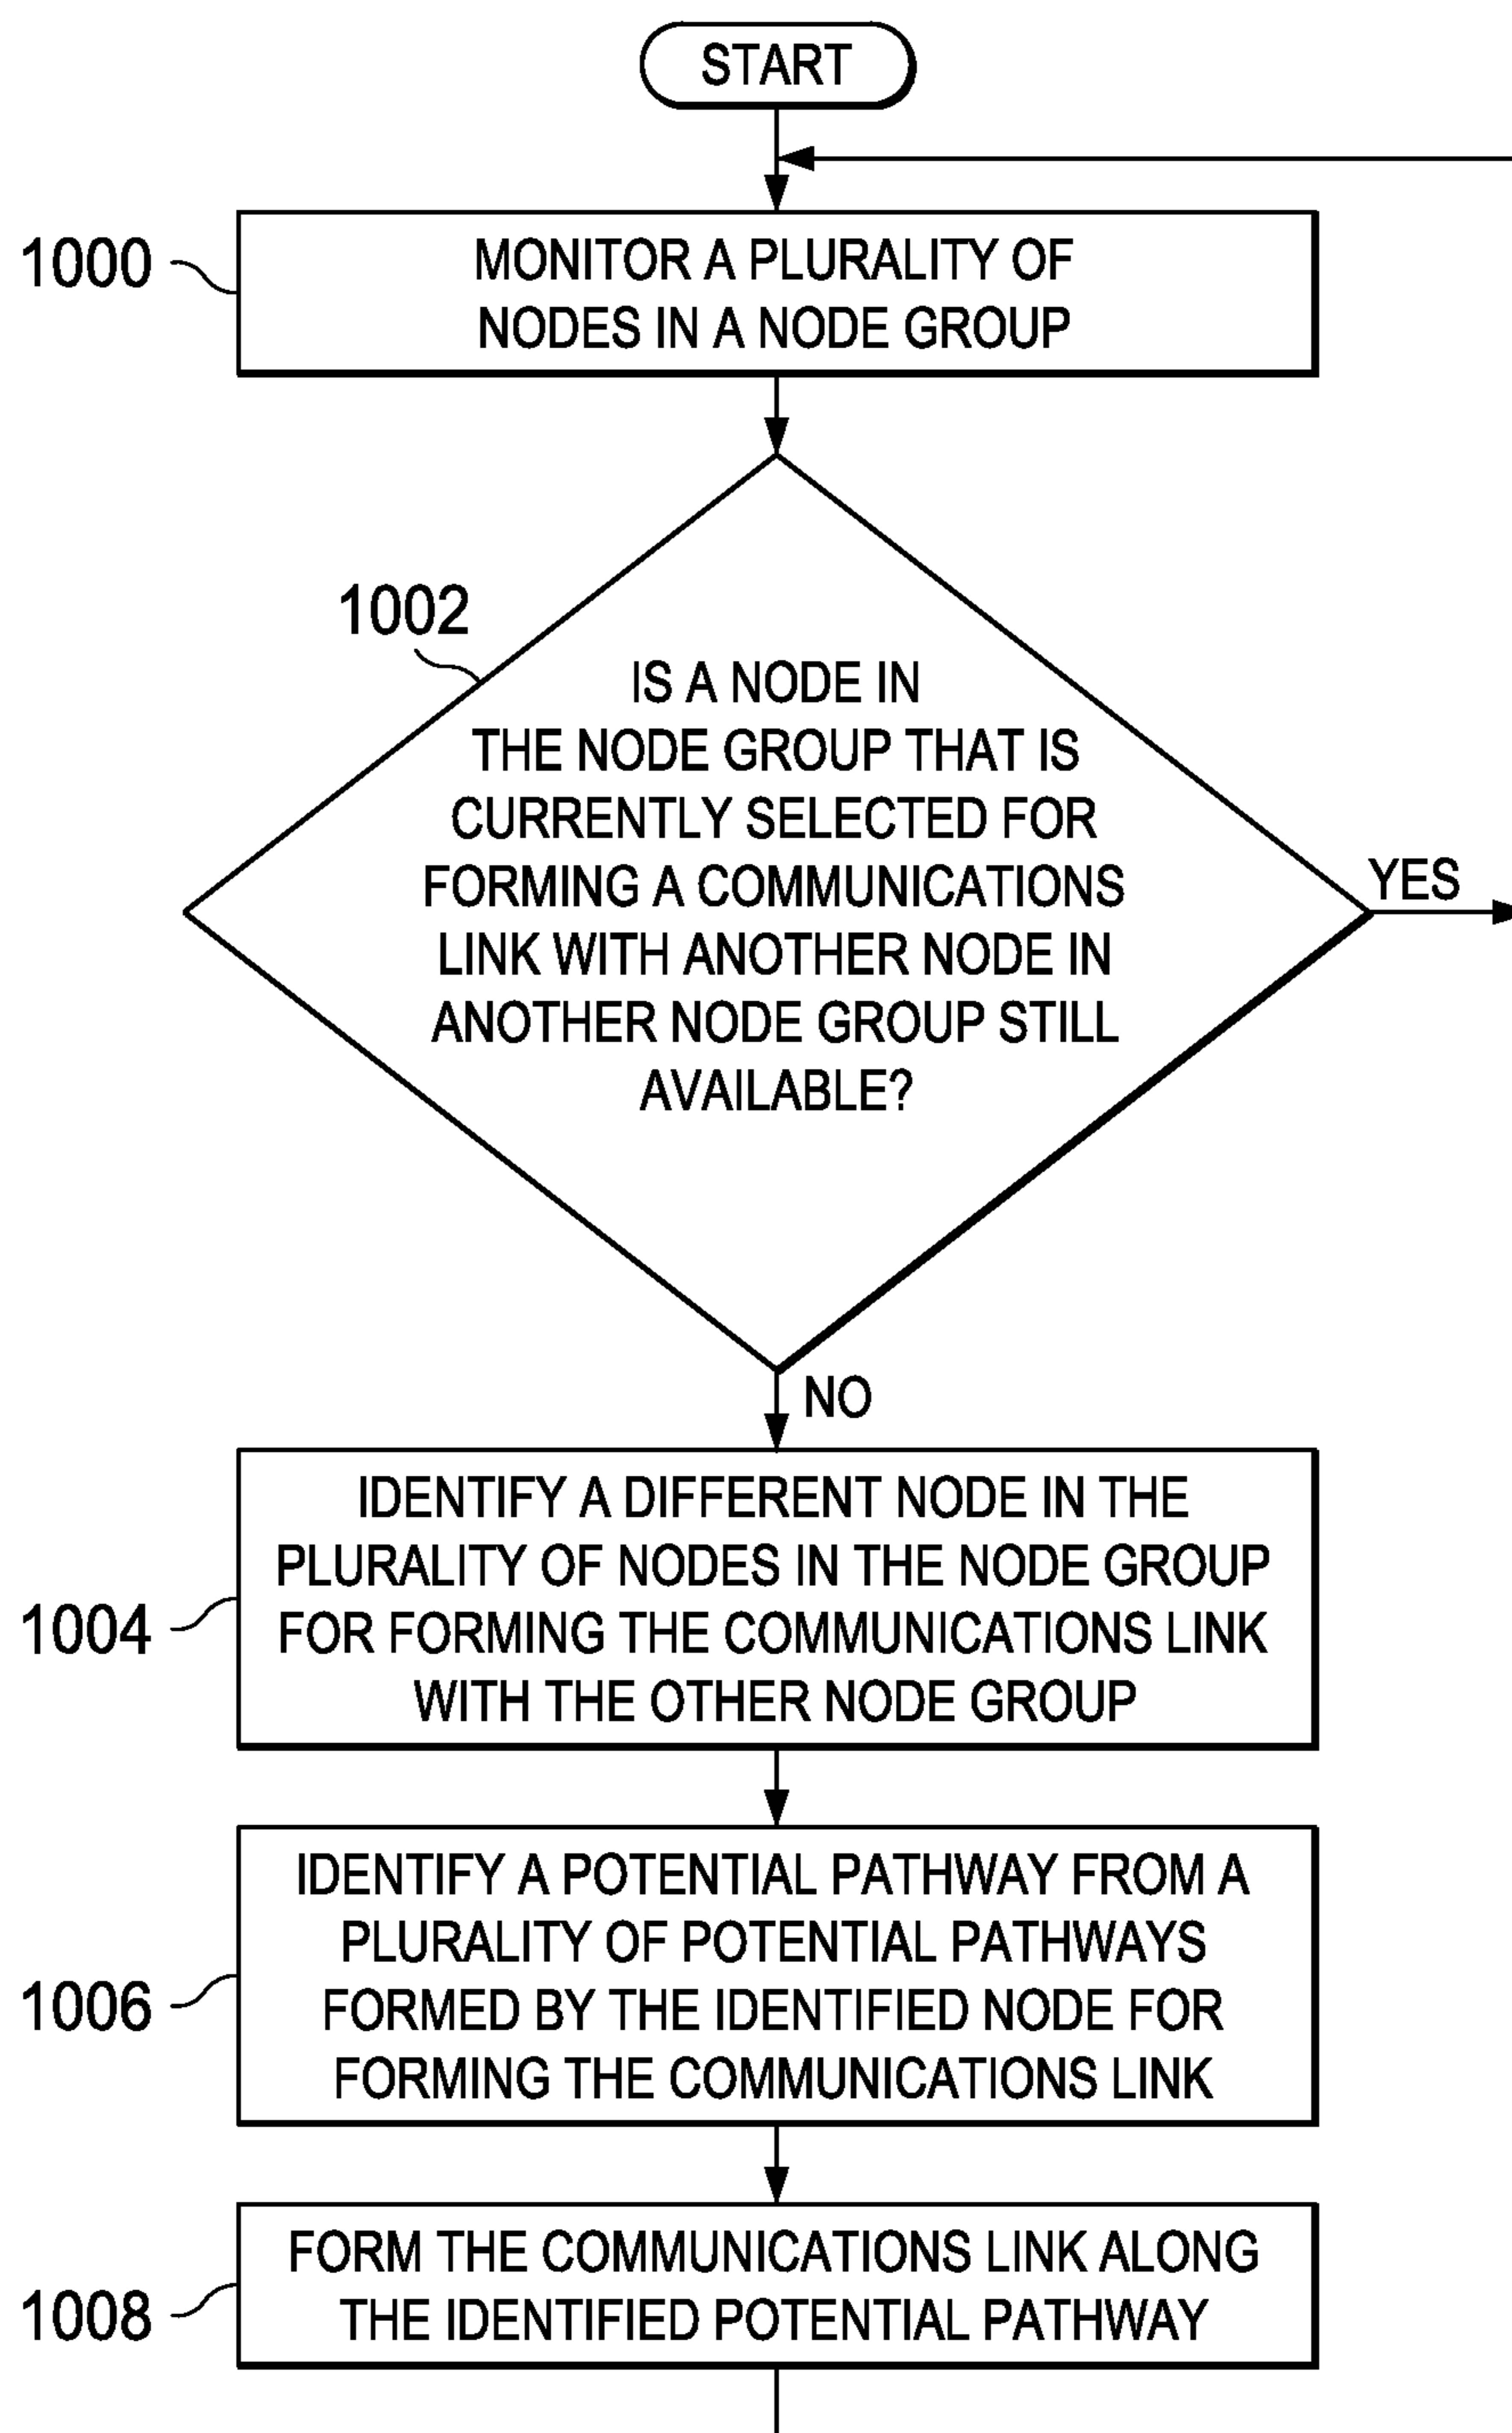 START
1000
MONITOR A PLURALITY OF
NODES IN A NODE GROUP
1002
IS A NODE IN
THE NODE GROUP THAT IS
CURRENTLY SELECTED FOR
FORMING A COMMUNICATIONS
LINK WITH ANOTHER NODE IN
ANOTHER NODE GROUP STILL
AVAILABLE?
YES
NO
1004
IDENTIFY A DIFFERENT NODE IN THE
PLURALITY OF NODES IN THE NODE GROUP
FOR FORMING THE COMMUNICATIONS LINK
WITH THE OTHER NODE GROUP
1006
IDENTIFY A POTENTIAL PATHWAY FROM A
PLURALITY OF POTENTIAL PATHWAYS
FORMED BY THE IDENTIFIED NODE FOR
FORMING THE COMMUNICATIONS LINK
1008
FORM THE COMMUNICATIONS LINK ALONG
THE IDENTIFIED POTENTIAL PATHWAY